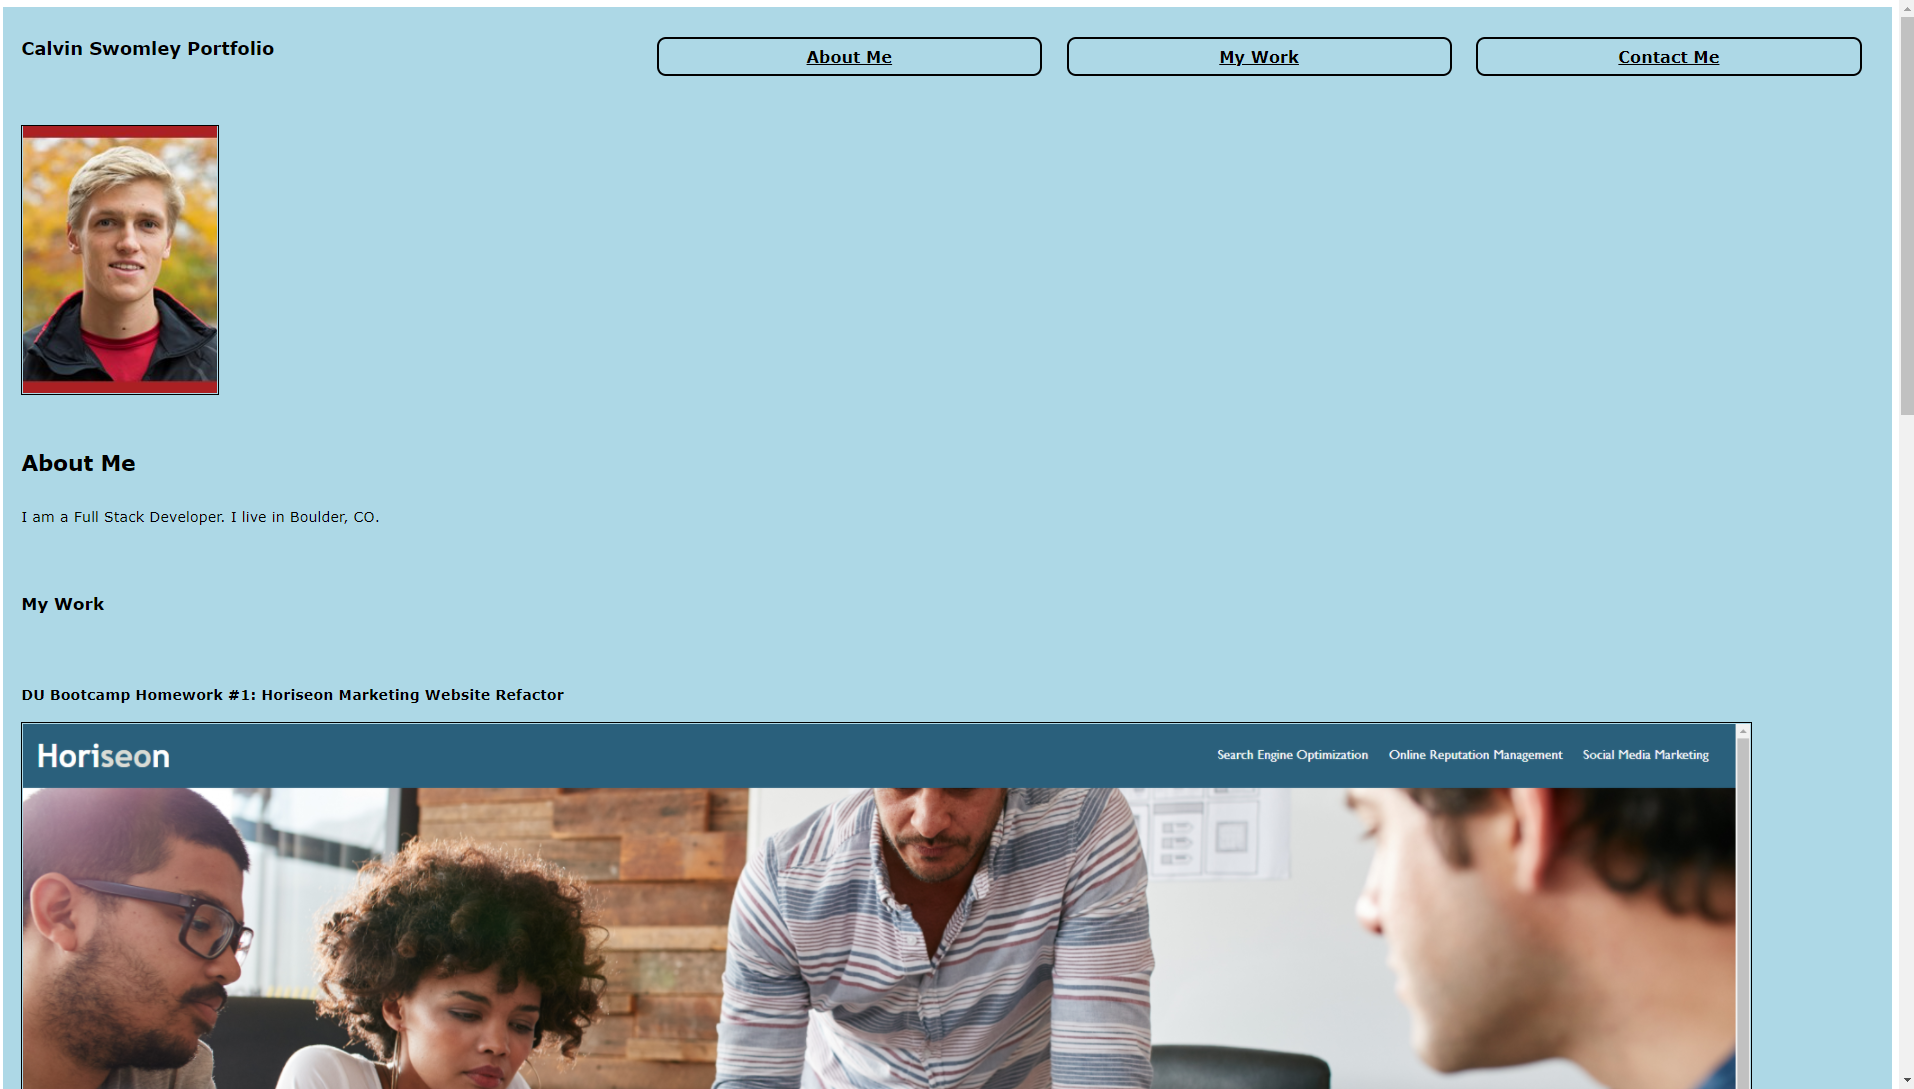 Calvin Swomley Portfolio
About Me
My Work
Contact Me
About Me
I am a Full Stack Developer. I live in Boulder, CO.
My Work
DU Bootcamp Homework #1: Horiseon Marketing Website Refactor
Horiseon
Search Engine Optimization
Online Reputation Management
Social Media Marketing